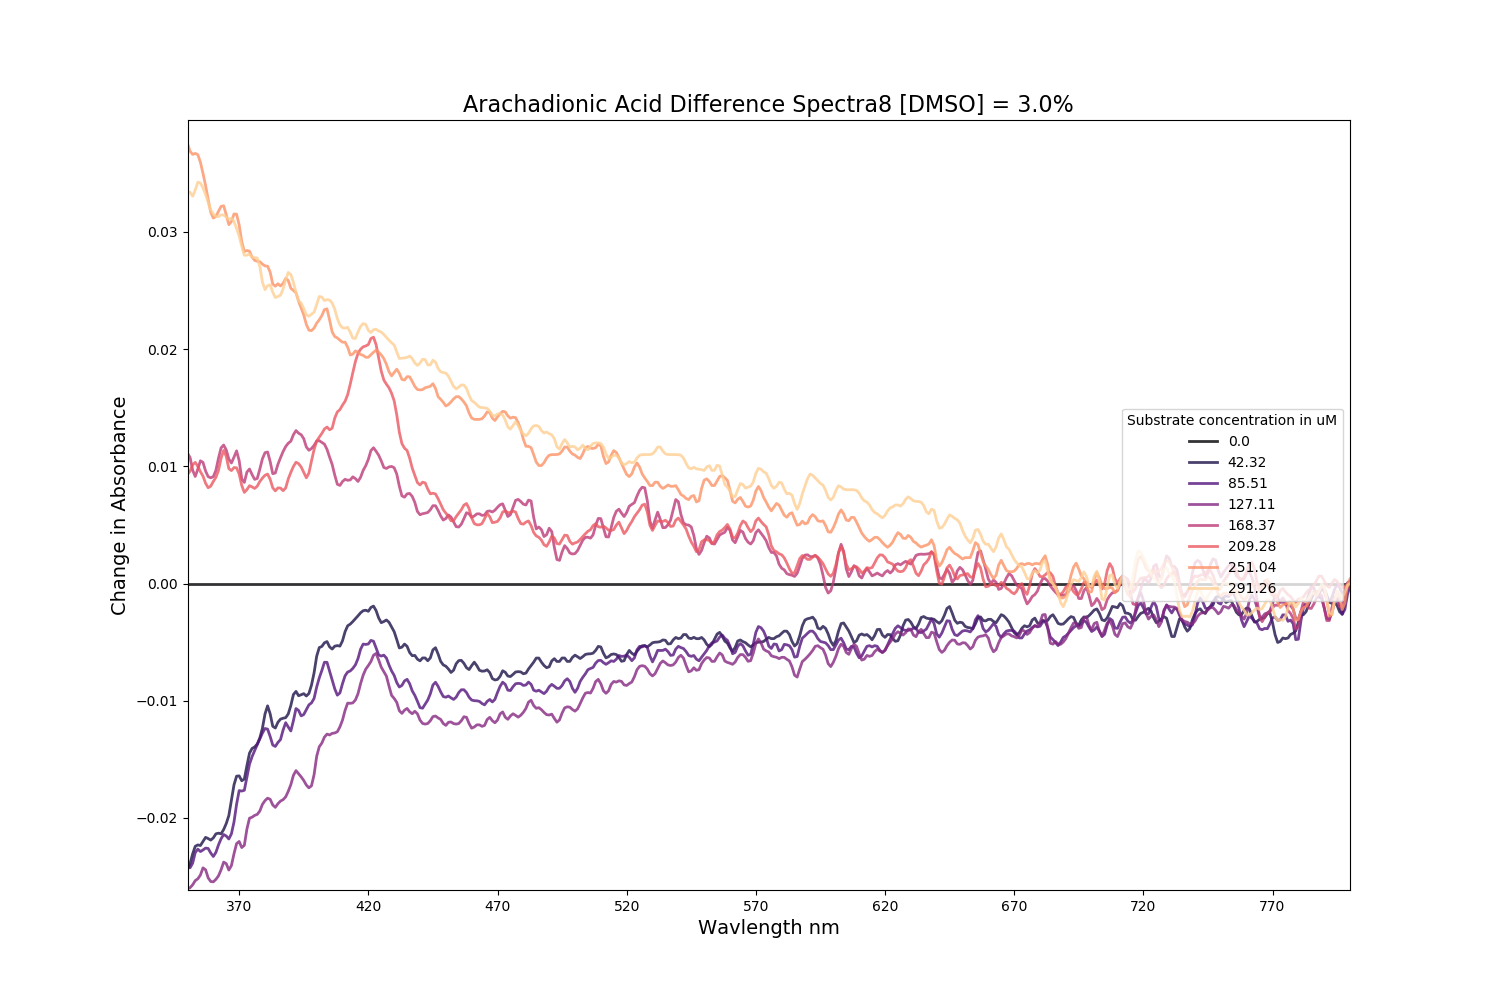 Arachadionic Acid Difference Spectra8 [DMSO] = 3.0%
Change in Absorbance
0.03
0.02
0.01
0.00
−0.01
−0.02
Substrate concentration in uM
0.0
42.32
85.51
127.11
168.37
209.28
251.04
291.26
370 420 470 520 570 620 670 720 770
Wavlength nm